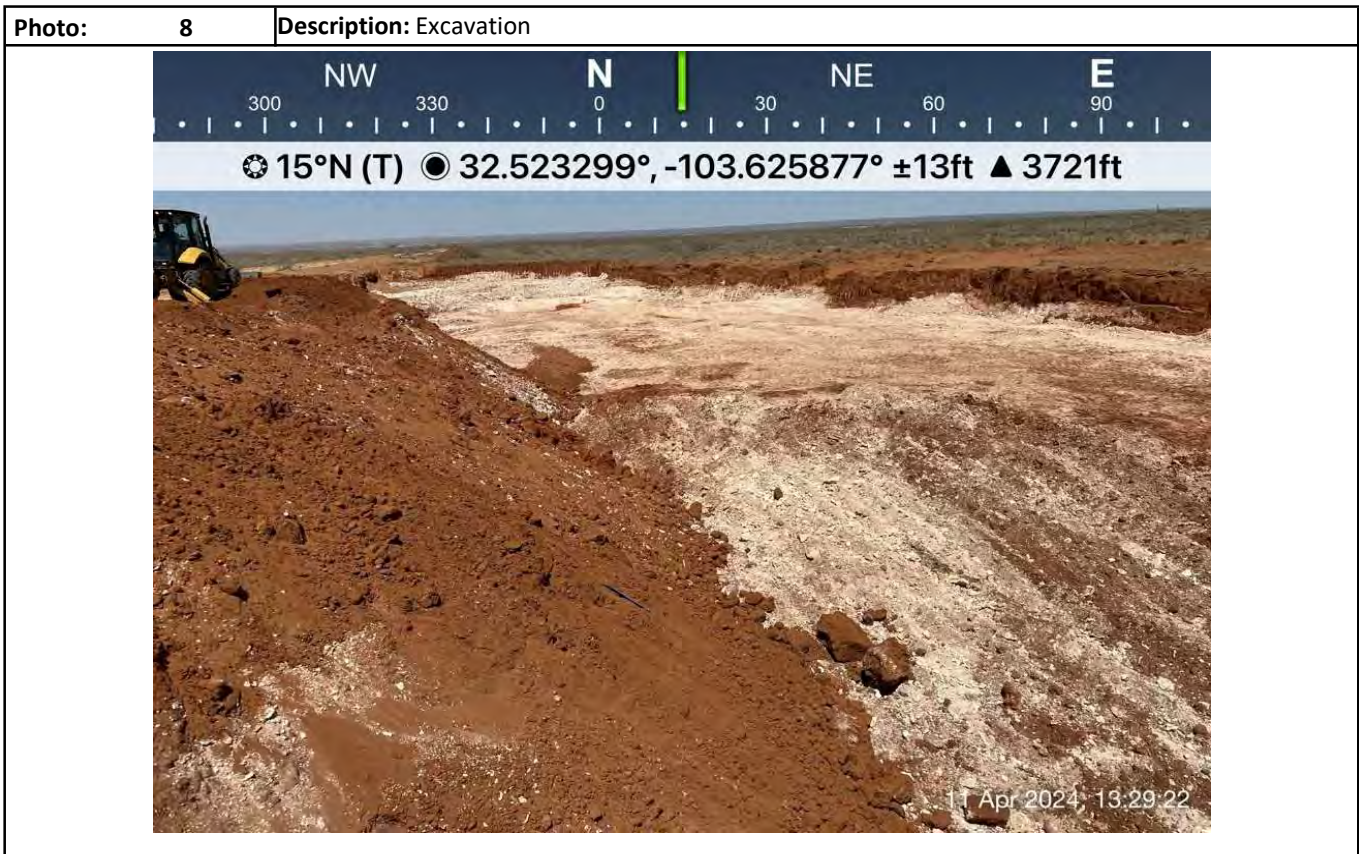 Photo: 8 Description: Excavation
NW N NE E
300 330 0 30 60 90
15°N (T) 32.523299°, -103.625877° ±13ft ▲ 3721ft
11 Apr 2024, 13:29:22